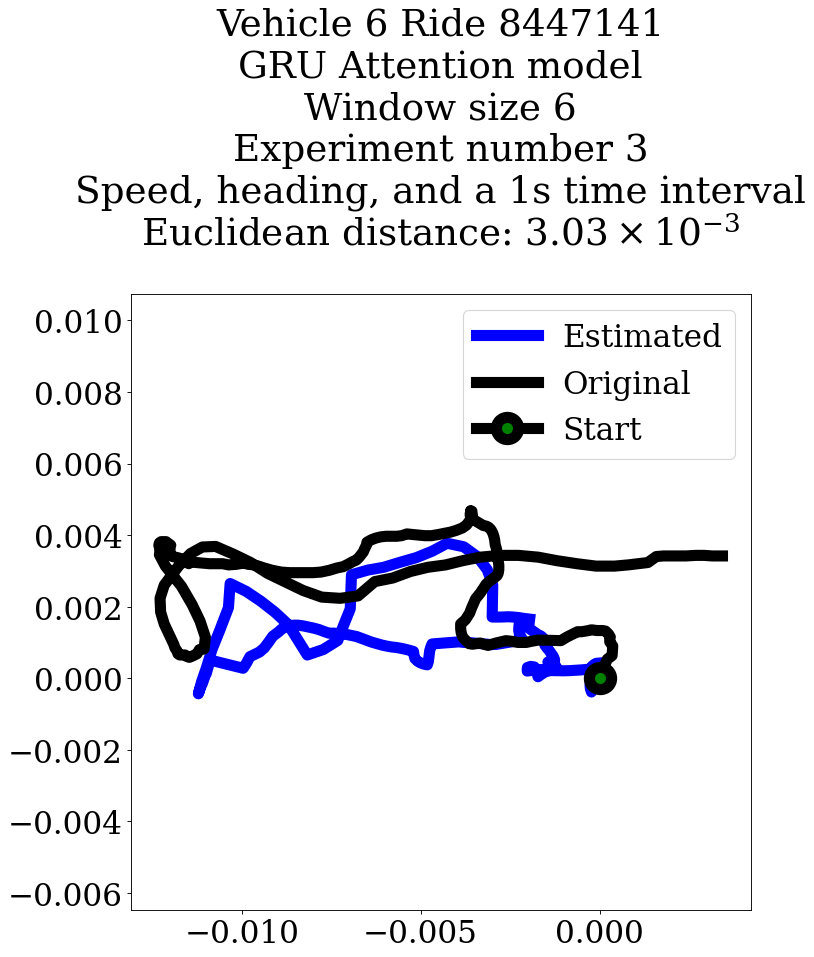 Vehicle 6 Ride 8447141
GRU Attention model
Window size 6
Experiment number 3
Speed, heading, and a 1s time interval
Euclidean distance: 3.03 × 10⁻³
Estimated
Original
Start
0.010
0.008
0.006
0.004
0.002
0.000
−0.002
−0.004
−0.006
−0.010
−0.005
0.000